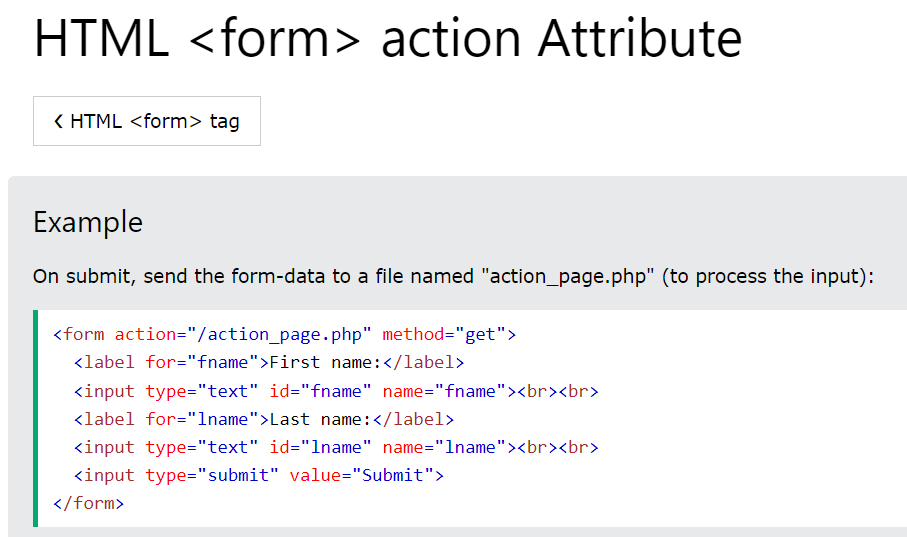 HTML <form> action Attribute
❮ HTML <form> tag
Example
On submit, send the form-data to a file named "action_page.php" (to process the input):
<form action="/action_page.php" method="get">
  <label for="fname">First name:</label>
  <input type="text" id="fname" name="fname"><br><br>
  <label for="lname">Last name:</label>
  <input type="text" id="lname" name="lname"><br><br>
  <input type="submit" value="Submit">
</form>